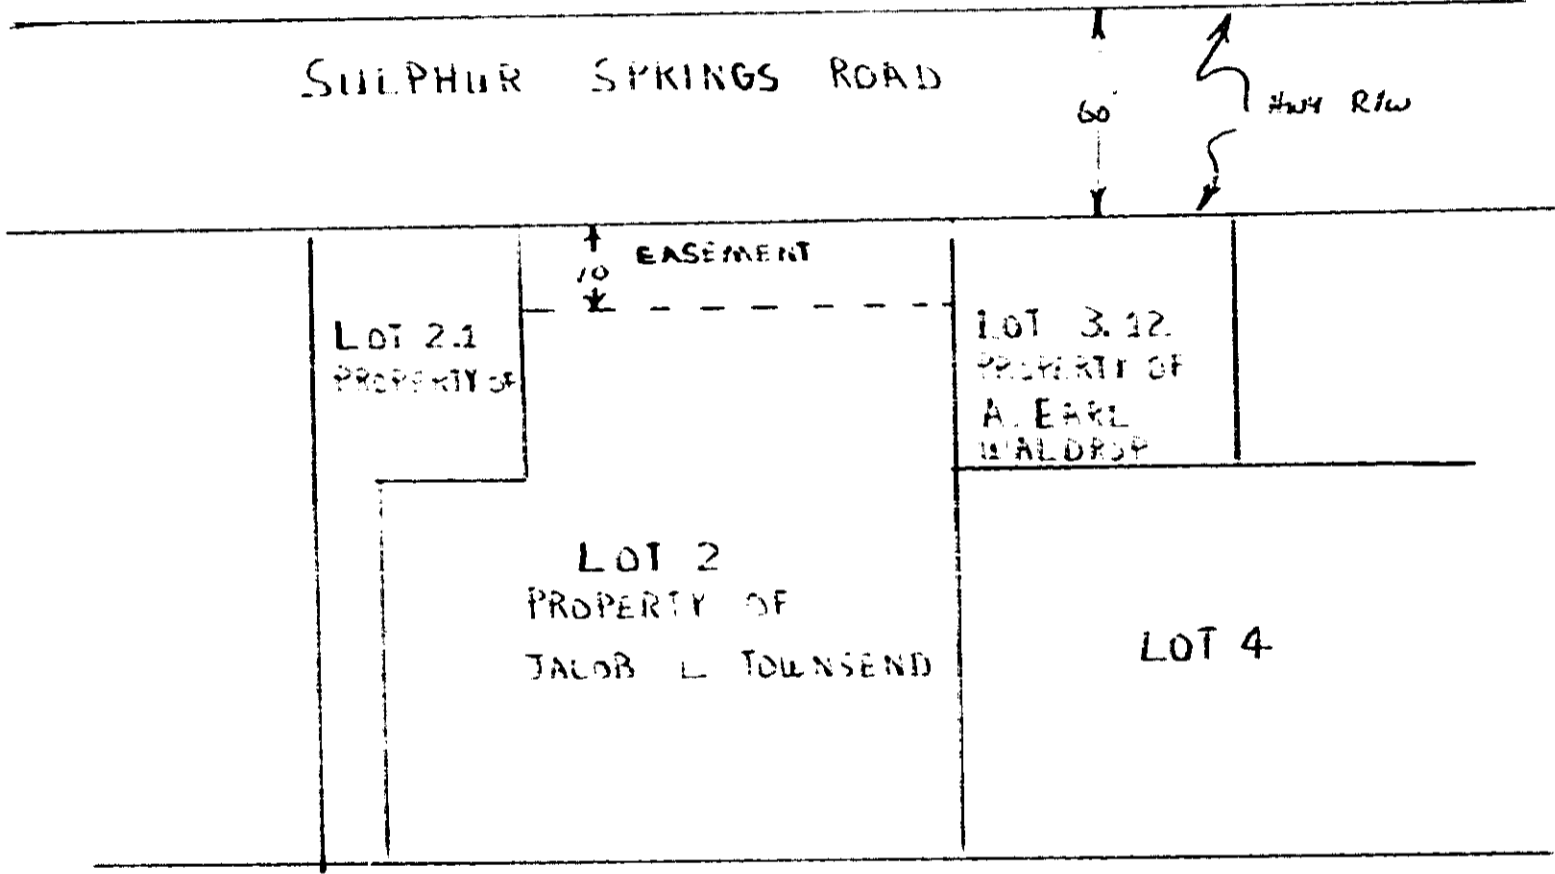 SULPHUR SPRINGS ROAD
60'
HWY R/W
10
EASEMENT
LOT 2.1
PROPERTY OF
LOT 3.12
PROPERTY OF
A. EARL
WALDROP
LOT 2
PROPERTY OF
JACOB L TOWNSEND
LOT 4